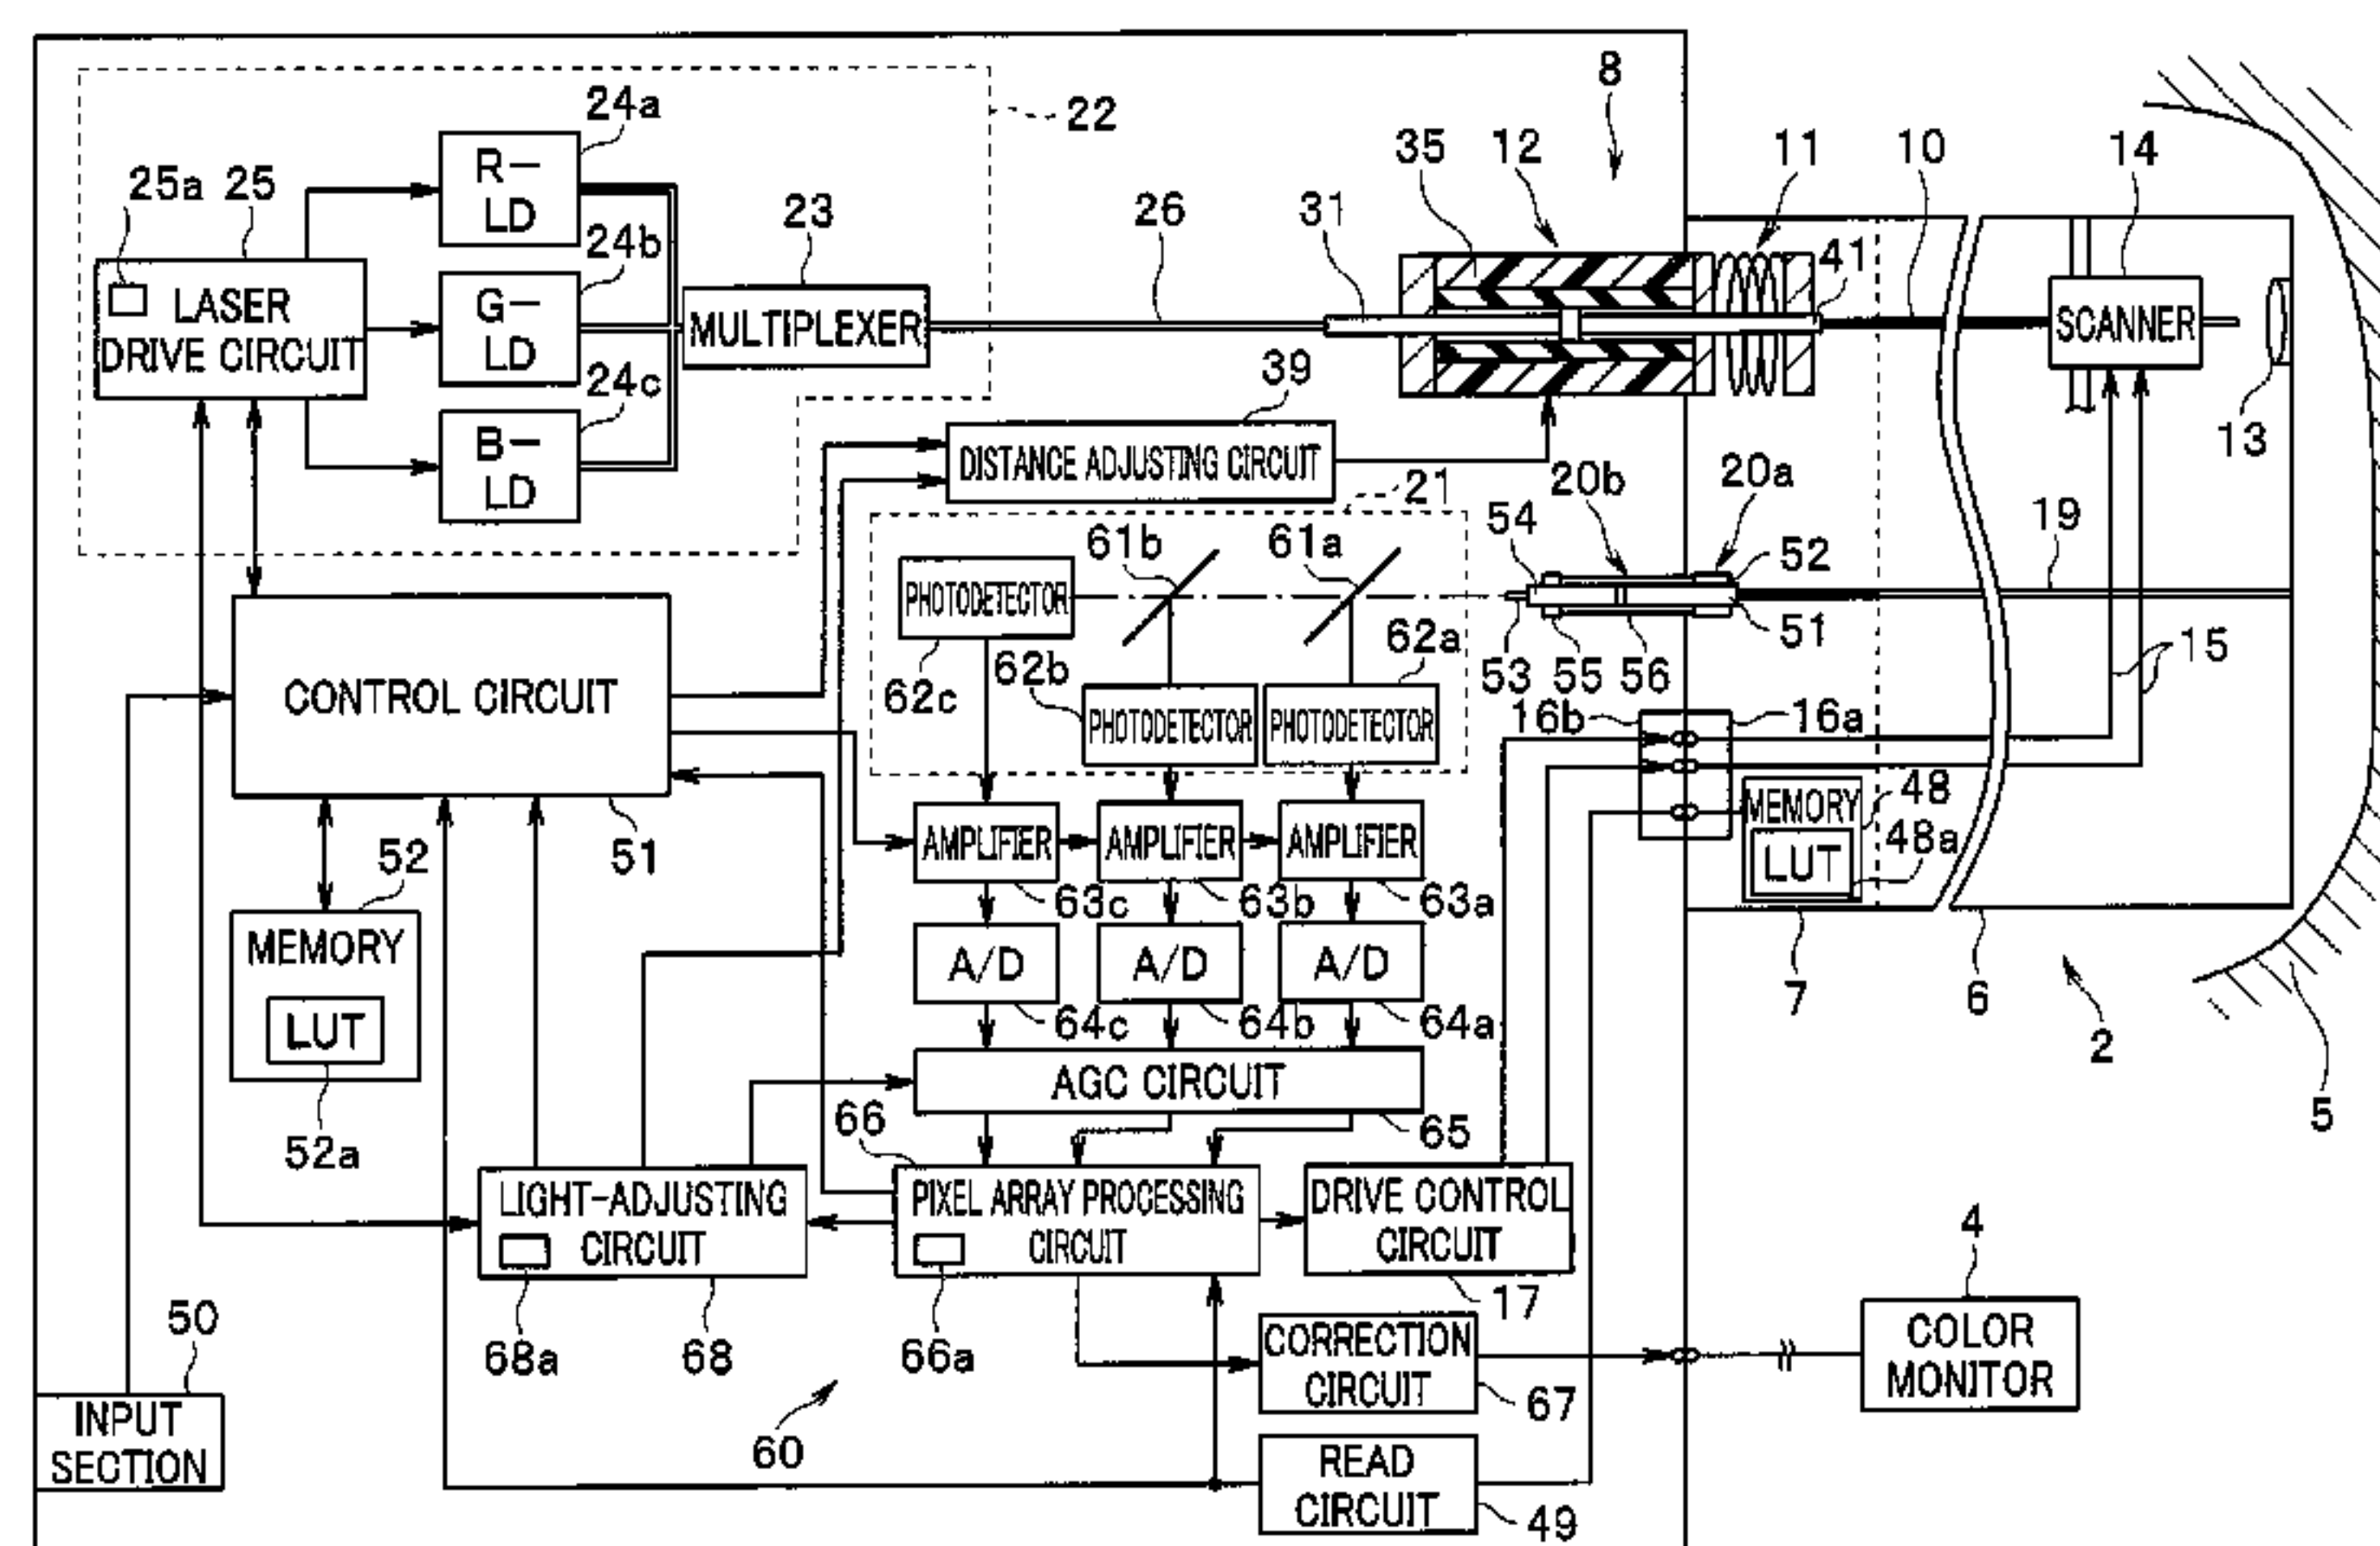 8
24a
22
R-
LD
35
12
11
10
14
25a
25
23
26
31
41
24b
LASER
DRIVE CIRCUIT
G-
LD
MULTIPLEXER
SCANNER
24c
39
13
B-
LD
DISTANCE ADJUSTING CIRCUIT
21
20b
20a
54
19
61b
61a
52
PHOTODETECTOR
51
62a
15
62c
62b
53
55
56
CONTROL CIRCUIT
PHOTODETECTOR
PHOTODETECTOR
16b
16a
MEMORY
48
LUT
48a
AMPLIFIER
AMPLIFIER
AMPLIFIER
52
51
63c
63b
63a
MEMORY
LUT
A/D
A/D
A/D
7
6
2
5
64c
64b
64a
AGC CIRCUIT
52a
66
65
LIGHT-ADJUSTING
CIRCUIT
PIXEL ARRAY PROCESSING
CIRCUIT
DRIVE CONTROL
CIRCUIT
4
50
68a
68
66a
17
CORRECTION
CIRCUIT
67
COLOR
MONITOR
INPUT
SECTION
60
READ
CIRCUIT
49